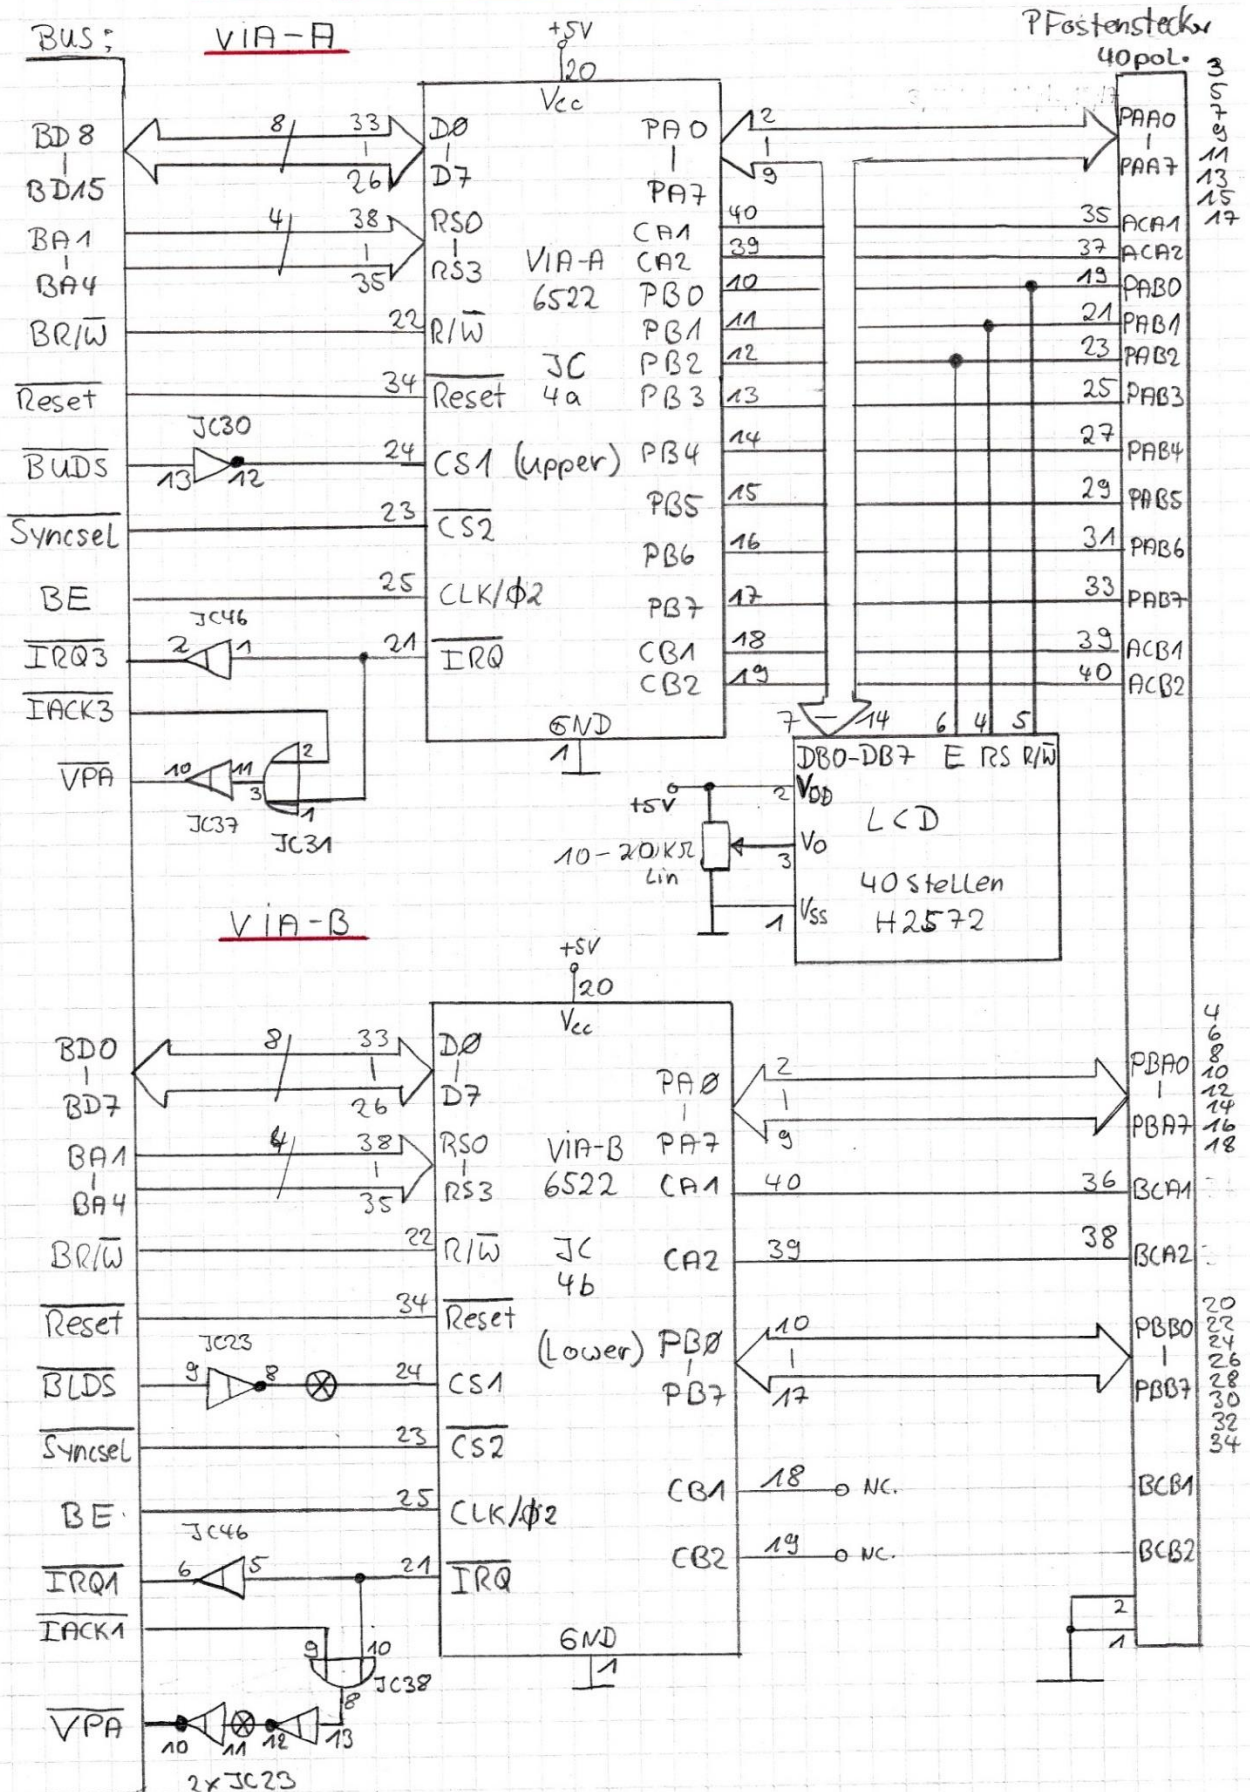 BUS: VIA-A
+5V
20
PFostenstecker
40pol.
3
5
7
9
11
13
15
17
BD8
|
BD15
8 33
26
D0
|
D7
Vcc
PA0
|
PA7
2
|
9
PAA0
|
PAA7
BA1
|
BA4
4 38
|
35
RS0
|
RS3
VIA-A
6522
JC
4a
(upper)
CA1 40 35 ACA1
CA2 39 37 ACA2
PB0 10 19 PAB0
PB1 11 21 PAB1
PB2 12 23 PAB2
PB3 13 25 PAB3
PB4 14 27 PAB4
PB5 15 29 PAB5
PB6 16 31 PAB6
PB7 17 33 PAB7
CB1 18 39 ACB1
CB2 19 40 ACB2
BR/W̅ 22 R/W̅
Reset 34 Reset
JC30
BUDS 13 12 24 CS1
Syncsel 23 CS2
BE 25 CLK/ϕ2
JC46
IRQ3 2 1 21 IRQ
IACK3
2
VPA 10 11 3
1
JC37 JC31
GND
1
7 – 14 6 4 5
DB0-DB7 E RS R/W̅
+5V 2 VDD
LCD
10-20KΩ
Lin
3 VO
40 Stellen
H2572
1 VSS
VIA-B
+5V
20
Vcc
BD0
|
BD7
8 33
|
26
D0
|
D7
PA0
|
PA7
2
|
9
PBA0
|
PBA7
4
6
8
10
12
14
16
18
BA1
|
BA4
4 38
|
35
RS0
|
RS3
VIA-B
6522
JC
4b
(Lower)
CA1 40 36 BCA1
CA2 39 38 BCA2
BR/W̅ 22 R/W̅
Reset 34 Reset
JC23
BLDS 9 8 24 CS1
PB0
|
PB7
10
|
17
PBB0
|
PBB7
20
22
24
26
28
30
32
34
Syncsel 23 CS2
CB1 18 NC. BCB1
BE. 25 CLK/ϕ2
CB2 19 NC. BCB2
JC46
IRQ1 6 5 21 IRQ
2
1
IACK1
9 10
JC38
8
GND
1
VPA 10 11 12 13
2xJC23